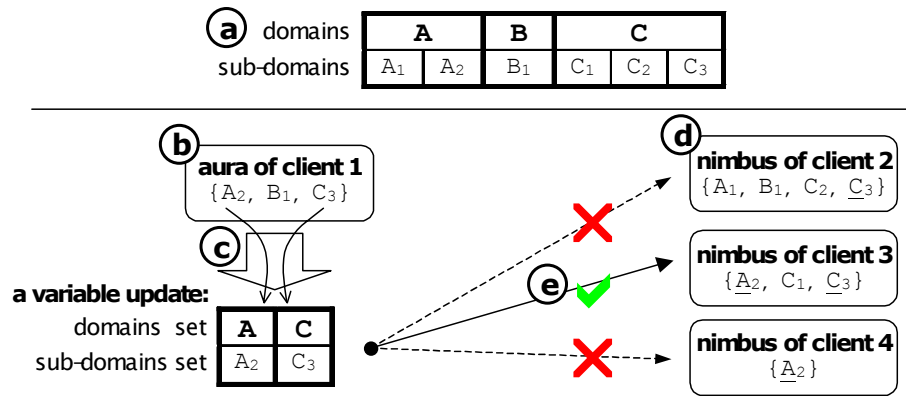 a domains A B C
sub-domains A₁ A₂ B₁ C₁ C₂ C₃
b d
aura of client 1
{A₂, B₁, C₃}
nimbus of client 2
{A₁, B₁, C₂, C₃}
c
e
nimbus of client 3
{A₂, C₁, C₃}
a variable update:
domains set A C
sub-domains set A₂ C₃
nimbus of client 4
{A₂}